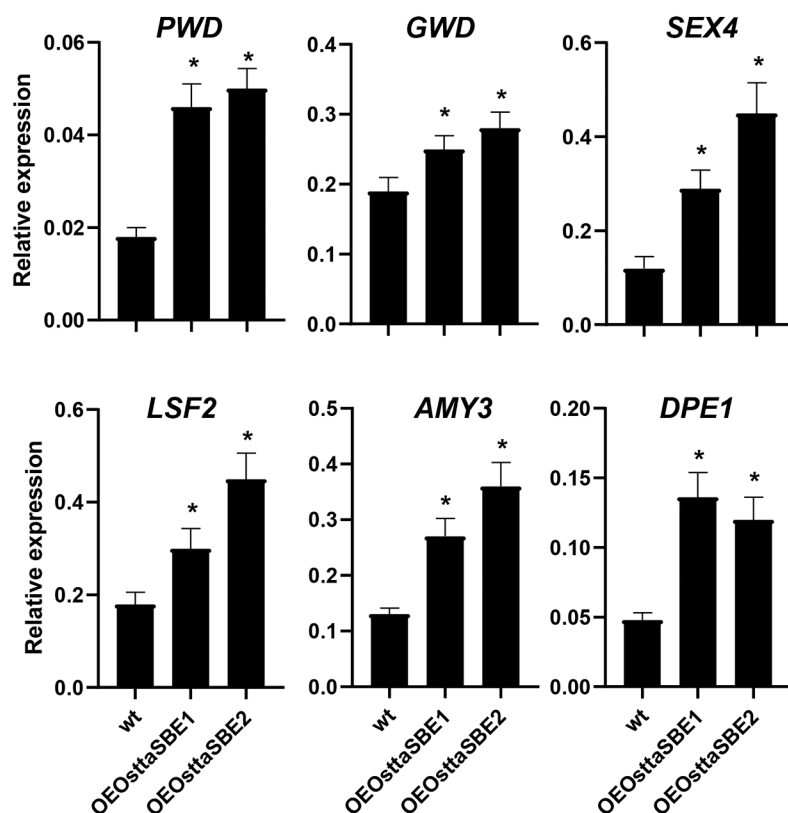 PWD
GWD
SEX4
Relative expression
0.06
0.04
0.02
0.00
*
*
0.4
0.3
0.2
0.1
0.0
*
*
0.6
0.4
0.2
0.0
*
*
LSF2
AMY3
DPE1
Relative expression
0.6
0.4
0.2
0.0
*
*
0.5
0.4
0.3
0.2
0.1
0.0
*
*
0.20
0.15
0.10
0.05
0.00
*
*
wt
OEOsttaSBE1
OEOsttaSBE2
wt
OEOsttaSBE1
OEOsttaSBE2
wt
OEOsttaSBE1
OEOsttaSBE2